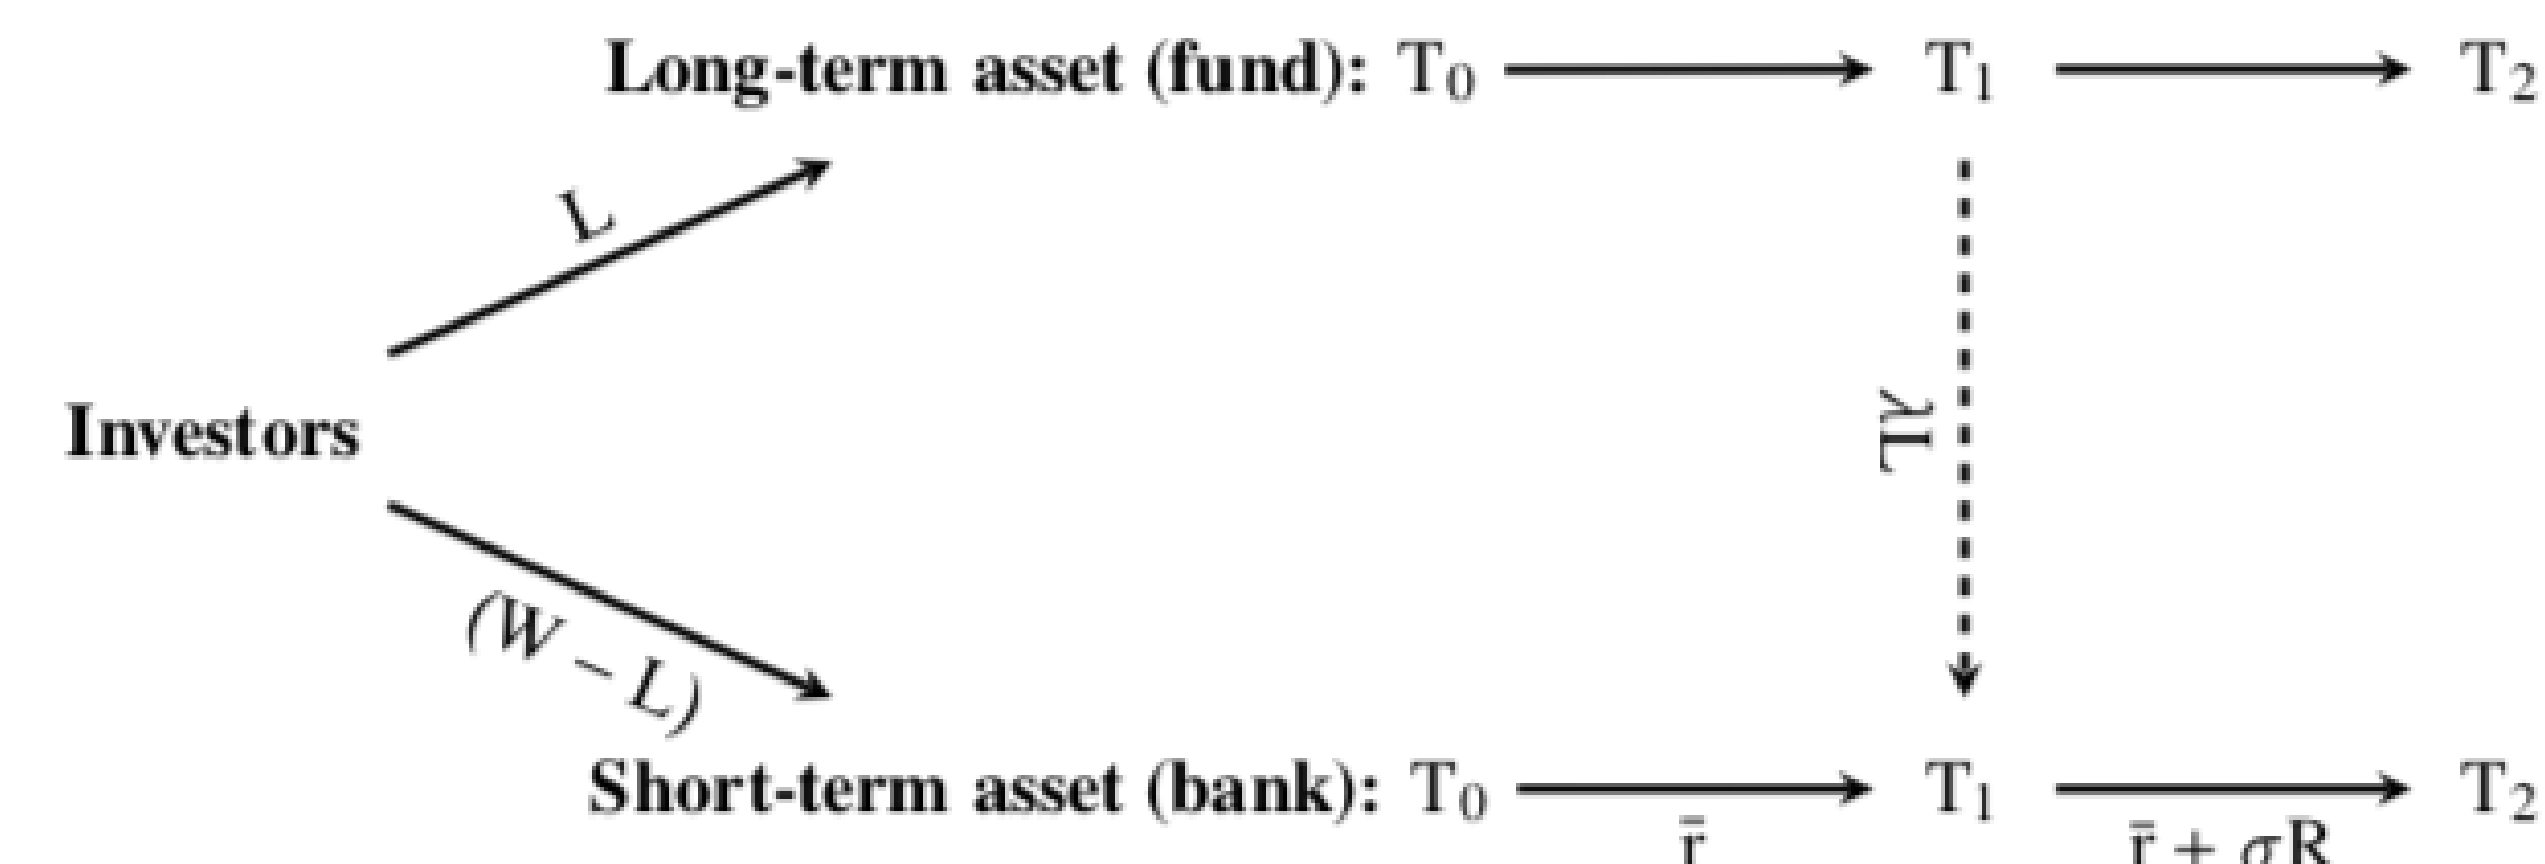 Long-term asset (fund): T₀ T₁ T₂
L
Investors
λL
(W – L)
Short-term asset (bank): T₀ T₁ T₂
r̄ r̄ + σR